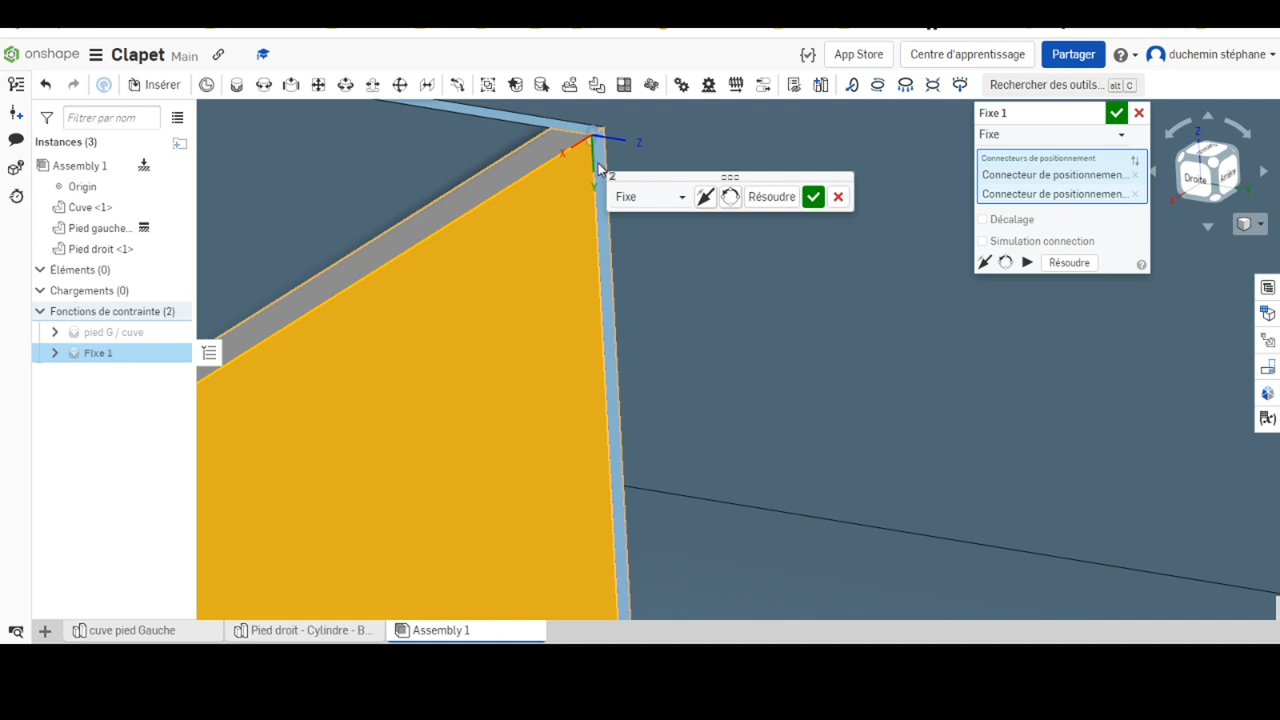 onshape
Clapet Main
App Store
Centre d'apprentissage
Partager
duchemin stéphane
Insérer
Rechercher des outils... alt C
Filtrer par nom
Instances (3)
Assembly 1
Origin
Cuve <1>
Pied gauche...
Pied droit <1>
Éléments (0)
Chargements (0)
Fonctions de contrainte (2)
pied G / cuve
Fixe 1
X
Y
Z
2
Fixe
Résoudre
Fixe 1
Fixe
Connecteurs de positionnement
Connecteur de positionnemen...
Connecteur de positionnemen...
Décalage
Simulation connection
Résoudre
Z
Droite
Arrière
X
Y
cuve pied Gauche
Pied droit - Cylindre - B...
Assembly 1